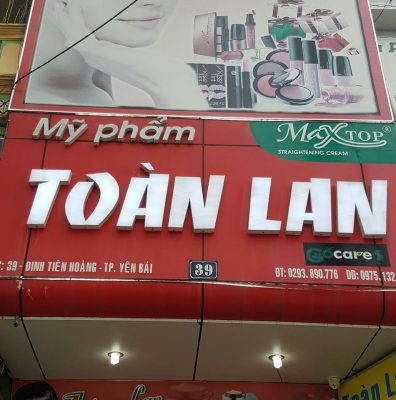 Mỹ phẩm
MaxTOP®
STRAIGHTENING CREAM
TOÀN LAN
care
: 39 - ĐINH TIÊN HOÀNG - TP. YÊN BÁI
39
ĐT: 0293.890.776 DĐ: 0975.132
Toàn L